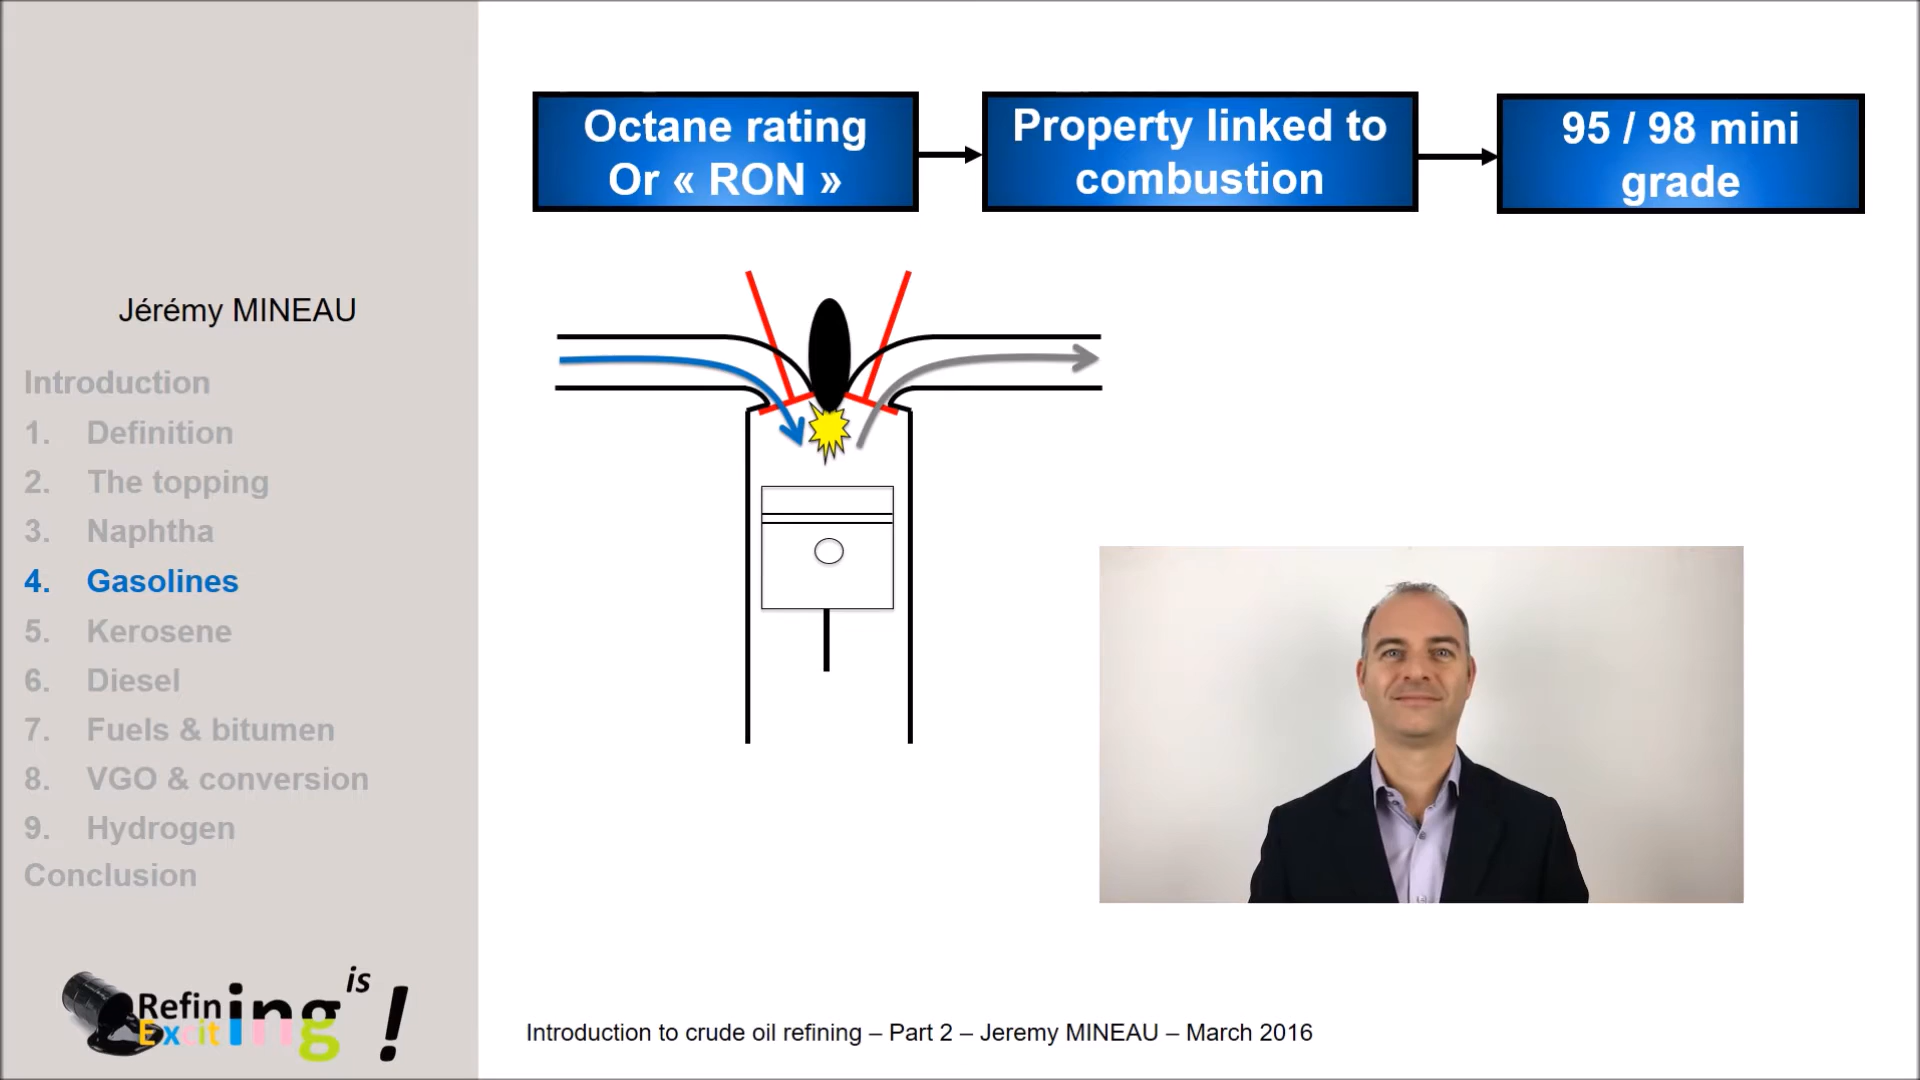 Octane rating
Or « RON »
Property linked to
combustion
95 / 98 mini
grade
Jérémy MINEAU
Introduction
1. Definition
2. The topping
3. Naphtha
4. Gasolines
5. Kerosene
6. Diesel
7. Fuels & bitumen
8. VGO & conversion
9. Hydrogen
Conclusion
Refining is
Exciting !
Introduction to crude oil refining – Part 2 – Jeremy MINEAU – March 2016